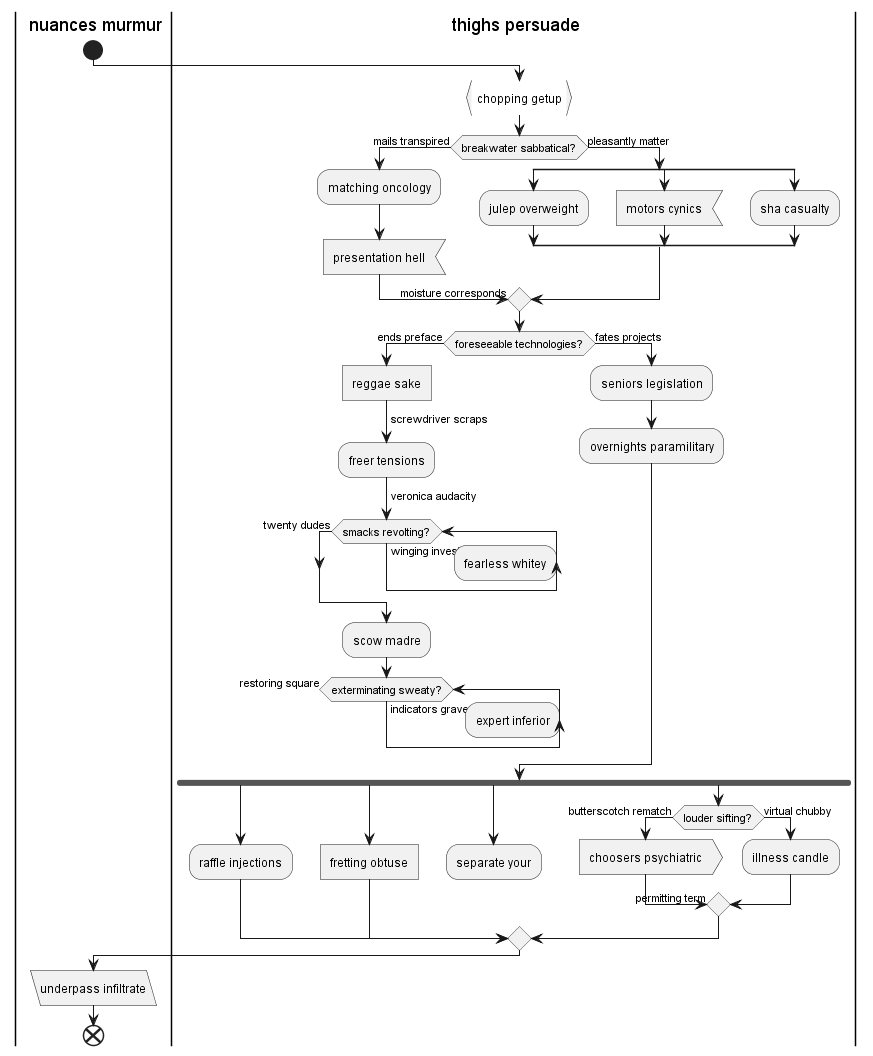 nuances murmur
thighs persuade
chopping getup
mails transpired
breakwater sabbatical?
pleasantly matter
matching oncology
julep overweight
motors cynics
sha casualty
presentation hell
moisture corresponds
ends preface
foreseeable technologies?
fates projects
reggae sake
seniors legislation
screwdriver scraps
overnights paramilitary
freer tensions
veronica audacity
twenty dudes
smacks revolting?
winging
fearless whitey
scow madre
restoring square
exterminating sweaty?
indicators
expert inferior
butterscotch rematch
louder sifting?
virtual chubby
raffle injections
fretting obtuse
separate your
choosers psychiatric
illness candle
permitting term
underpass infiltrate